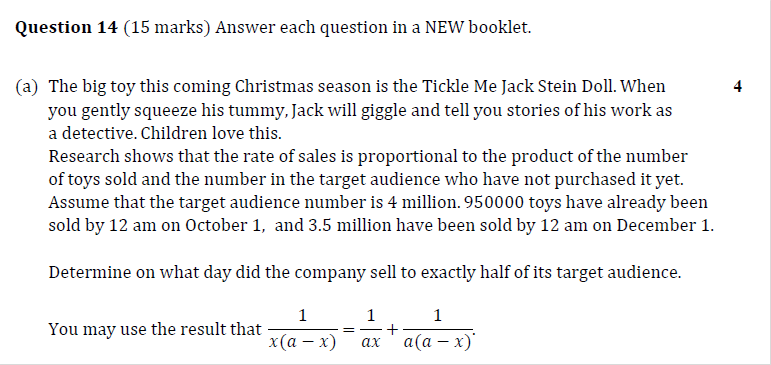 Question 14 (15 marks) Answer each question in a NEW booklet.
(a) The big toy this coming Christmas season is the Tickle Me Jack Stein Doll. When 4
you gently squeeze his tummy, Jack will giggle and tell you stories of his work as
a detective. Children love this.
Research shows that the rate of sales is proportional to the product of the number
of toys sold and the number in the target audience who have not purchased it yet.
Assume that the target audience number is 4 million. 950000 toys have already been
sold by 12 am on October 1, and 3.5 million have been sold by 12 am on December 1.
Determine on what day did the company sell to exactly half of its target audience.
You may use the result that 1/x(a − x) = 1/ax + 1/a(a − x).